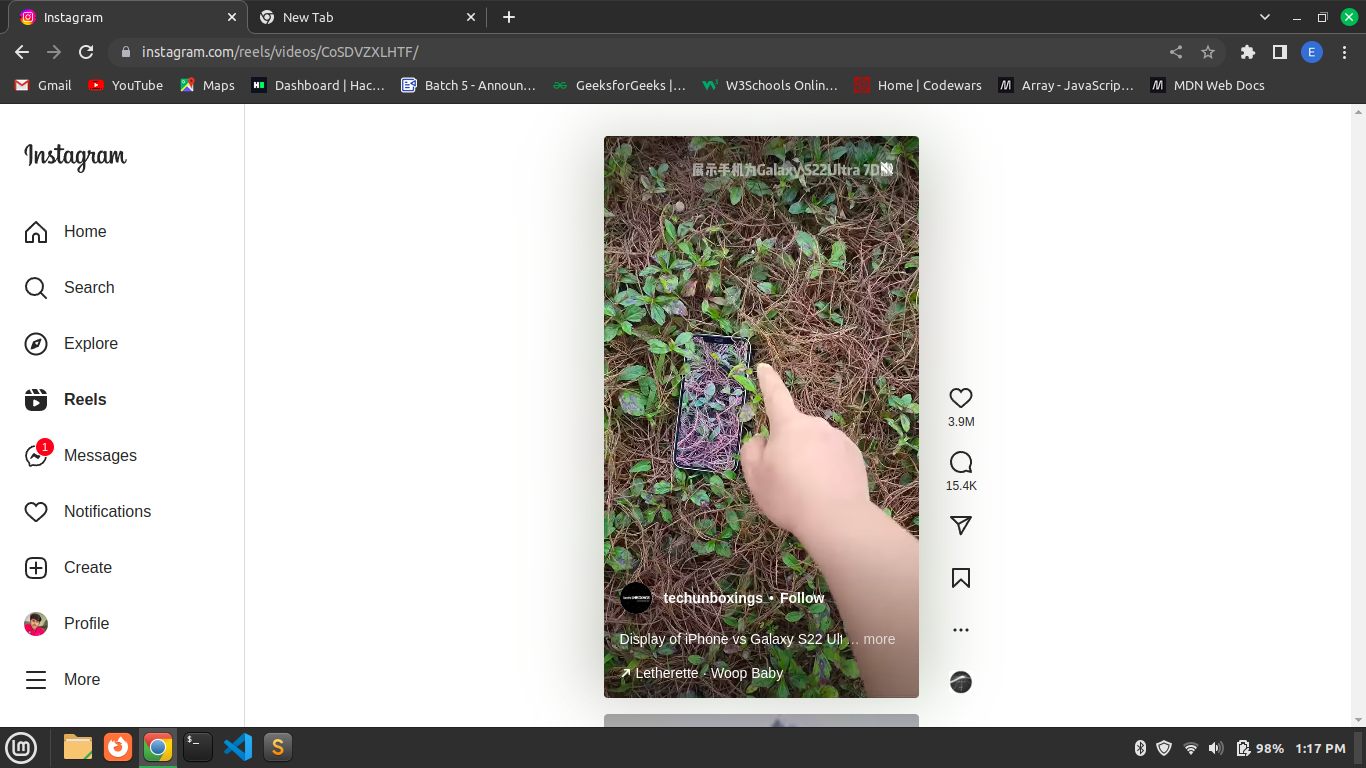 Instagram
New Tab
instagram.com/reels/videos/CoSDVZXLHTF/
E
Gmail
YouTube
Maps
Dashboard | Hac...
Batch 5 - Announ...
GeeksforGeeks |...
W3Schools Onlin...
Home | Codewars
Array - JavaScrip...
MDN Web Docs
Instagram
Home
Search
Explore
Reels
1
Messages
Notifications
Create
Profile
More
展示手机为Galaxy S22Ultra 7D
3.9M
15.4K
techunboxings • Follow
Display of iPhone vs Galaxy S22 Ult ... more
Letherette · Woop Baby
98%
1:17 PM